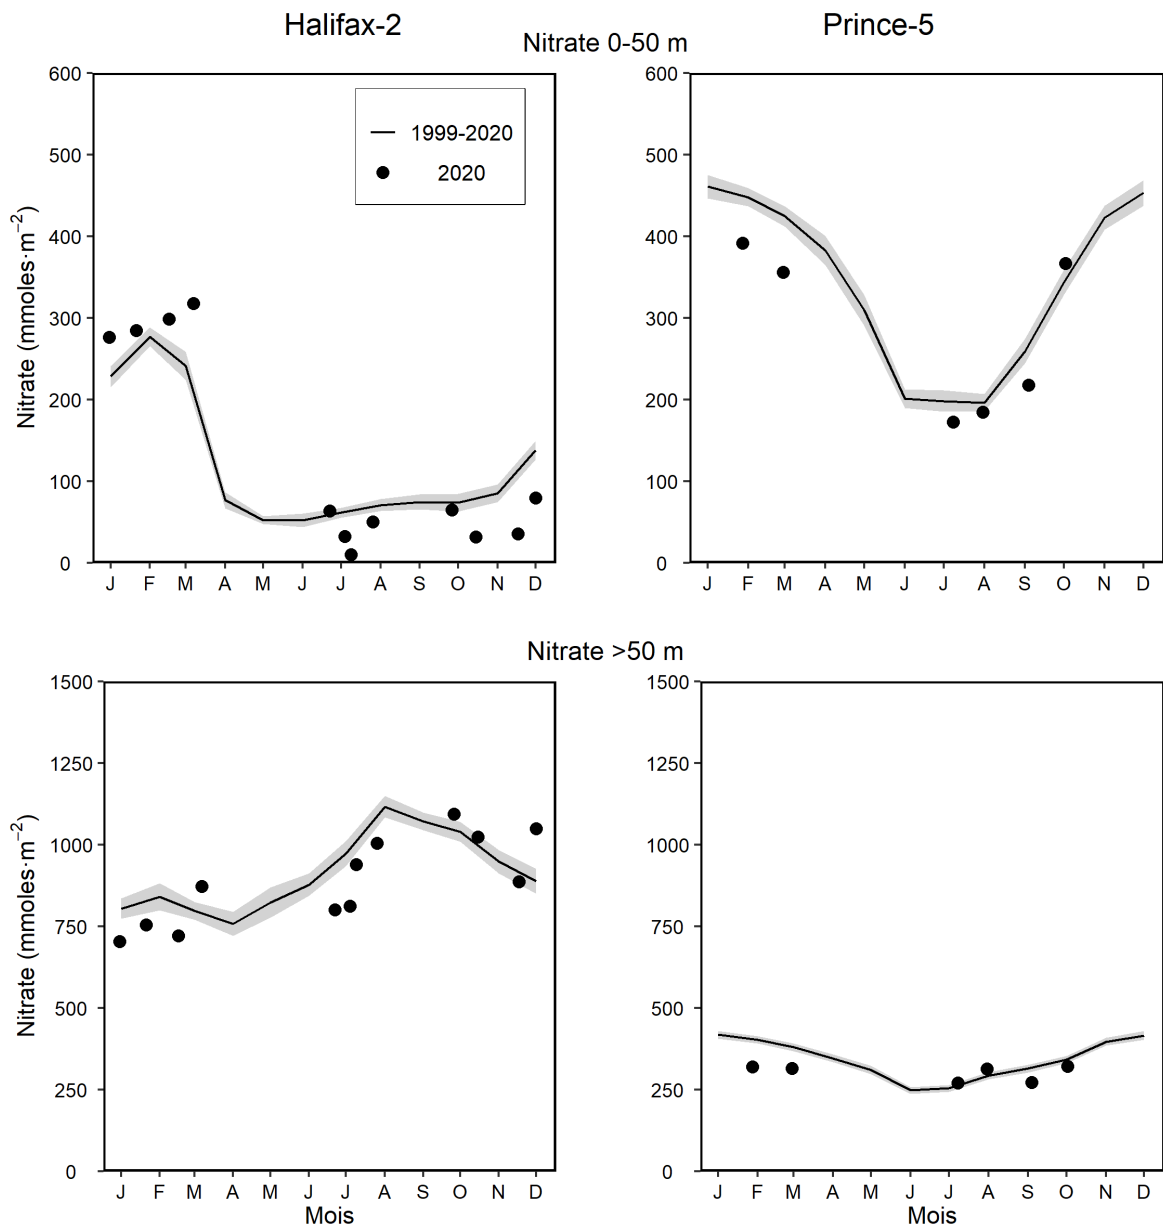 Halifax-2
Prince-5
Nitrate 0-50 m
600
500
400
300
200
100
0
Nitrate (mmoles·m−2)
1999-2020
2020
J F M A M J J A S O N D
600
500
400
300
200
100
0
J F M A M J J A S O N D
Nitrate >50 m
1500
1250
1000
750
500
250
0
Nitrate (mmoles·m−2)
J F M A M J J A S O N D
Mois
1500
1250
1000
750
500
250
0
J F M A M J J A S O N D
Mois